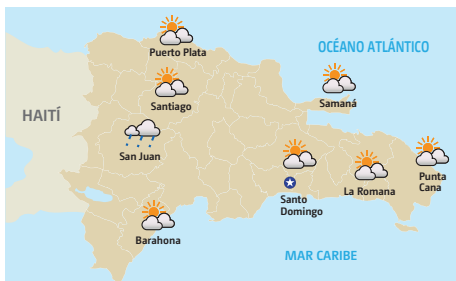 Puerto Plata
OCÉANO ATLÁNTICO
Santiago
Samaná
HAITÍ
San Juan
Punta
Cana
La Romana
Santo
Domingo
Barahona
MAR CARIBE